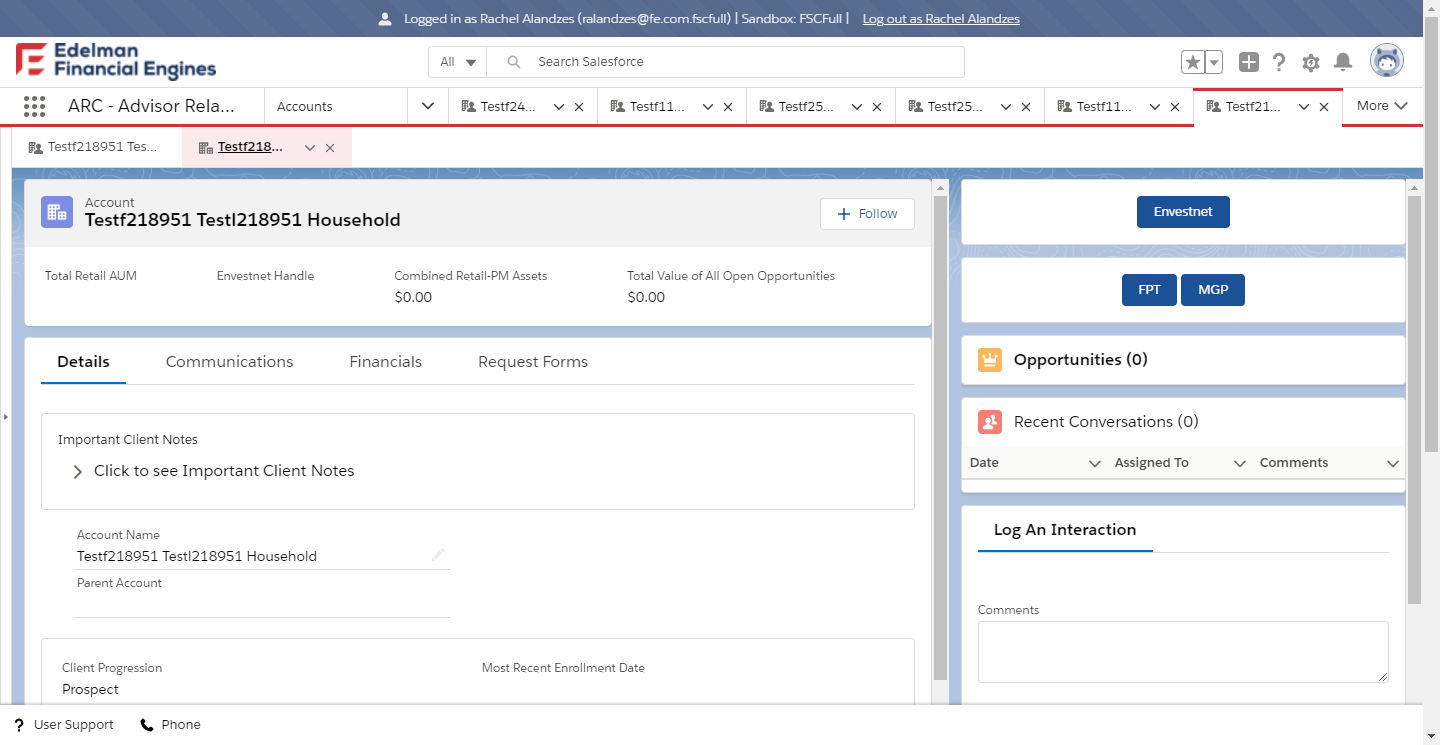 Logged in as Rachel Alandzes (ralandzes@fe.com.fscfull) | Sandbox: FSCFull | Log out as Rachel Alandzes
Edelman
Financial Engines
All
Search Salesforce
ARC - Advisor Rela...
Accounts
Testf24...
Testf11...
Testf25...
Testf25...
Testf11...
Testf21...
More
Testf218951 Tes...
Testf218...
Account
Testf218951 Testl218951 Household
Follow
Total Retail AUM
Envestnet Handle
Combined Retail-PM Assets
Total Value of All Open Opportunities
$0.00
$0.00
Details
Communications
Financials
Request Forms
Important Client Notes
Click to see Important Client Notes
Account Name
Testf218951 Testl218951 Household
Parent Account
Client Progression
Most Recent Enrollment Date
Prospect
Envestnet
FPT
MGP
Opportunities (0)
Recent Conversations (0)
Date
Assigned To
Comments
Log An Interaction
Comments
User Support
Phone